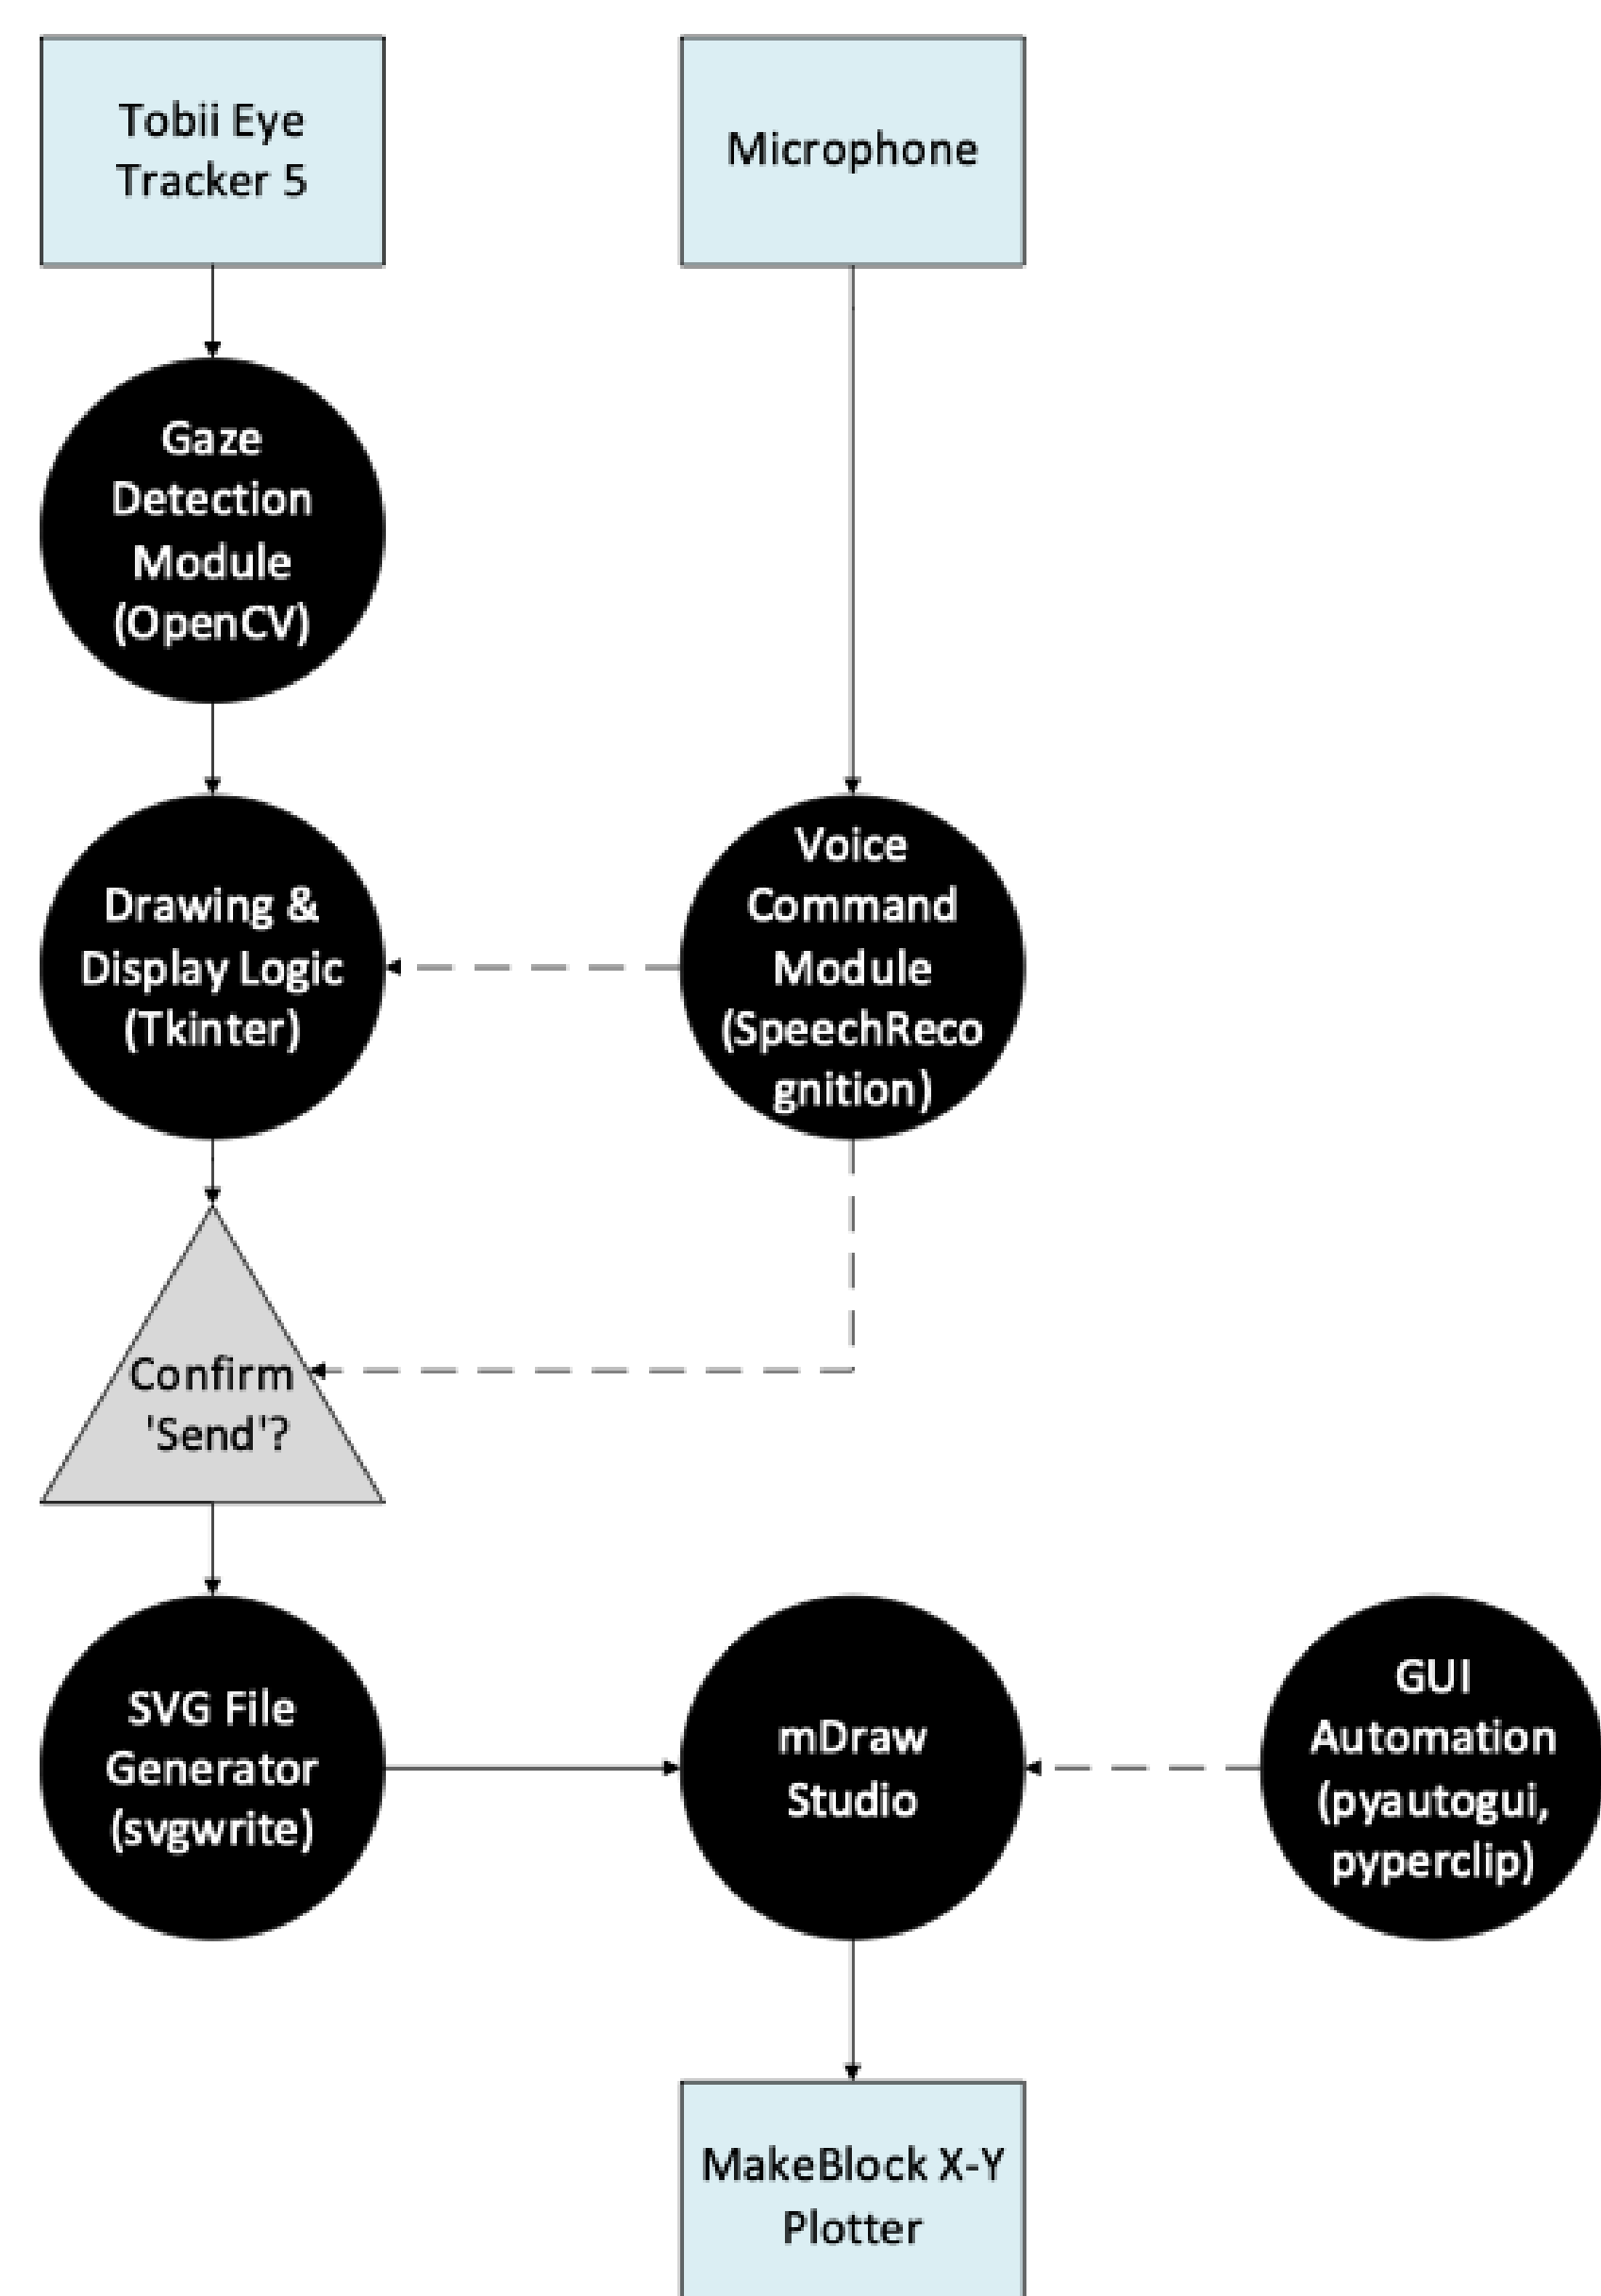 Tobii Eye
Tracker 5
Microphone
Gaze
Detection
Module
(OpenCV)
Drawing &
Display Logic
(Tkinter)
Voice
Command
Module
(SpeechReco
gnition)
Confirm
'Send'?
SVG File
Generator
(svgwrite)
mDraw
Studio
GUI
Automation
(pyautogui,
pyperclip)
MakeBlock X-Y
Plotter